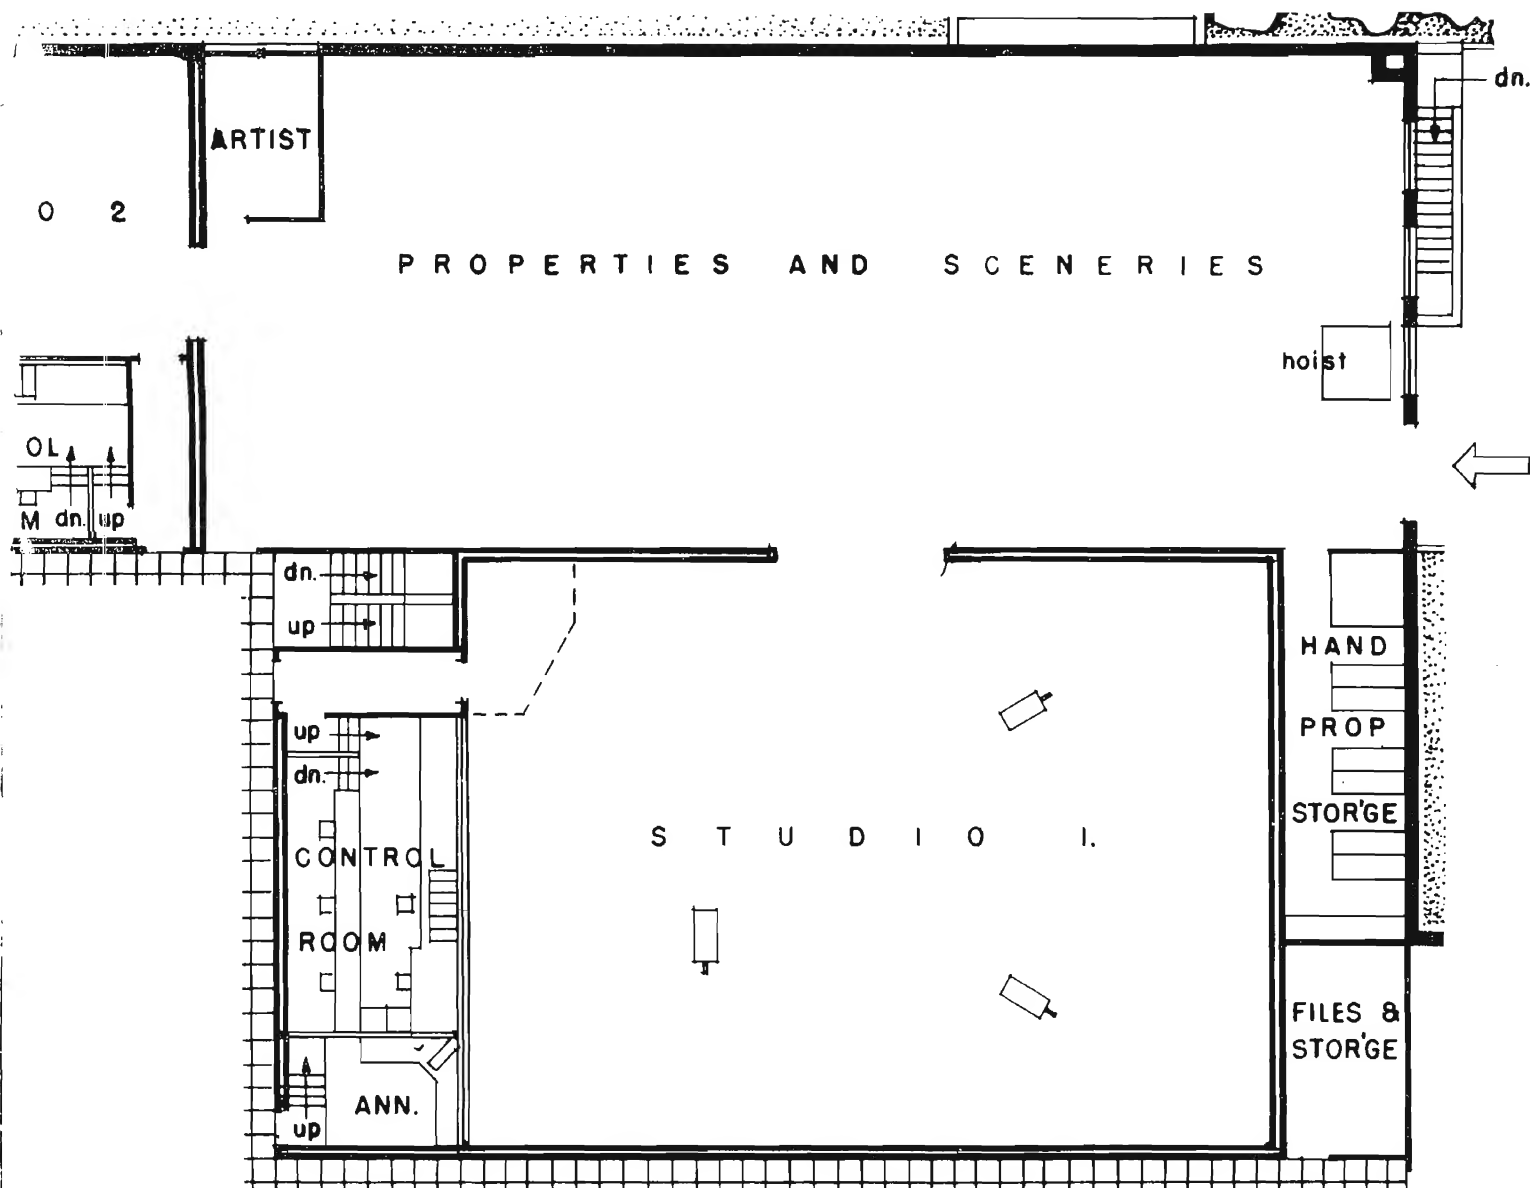 dn.
ARTIST
O 2
PROPERTIES AND SCENERIES
hoist
OL
M dn. up
dn.
up
HAND
PROP
STOR'GE
up
dn.
CONTROL
ROOM
STUDIO 1.
FILES &
STOR'GE
ANN.
up